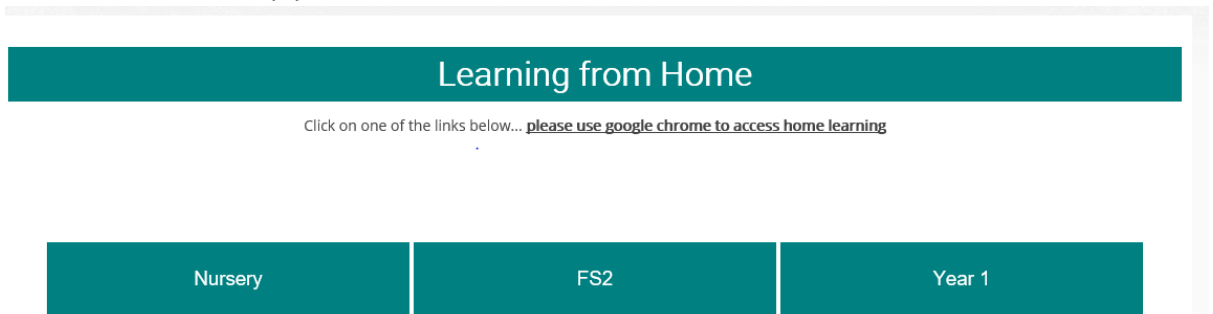 Learning from Home
Click on one of the links below... please use google chrome to access home learning
Nursery
FS2
Year 1